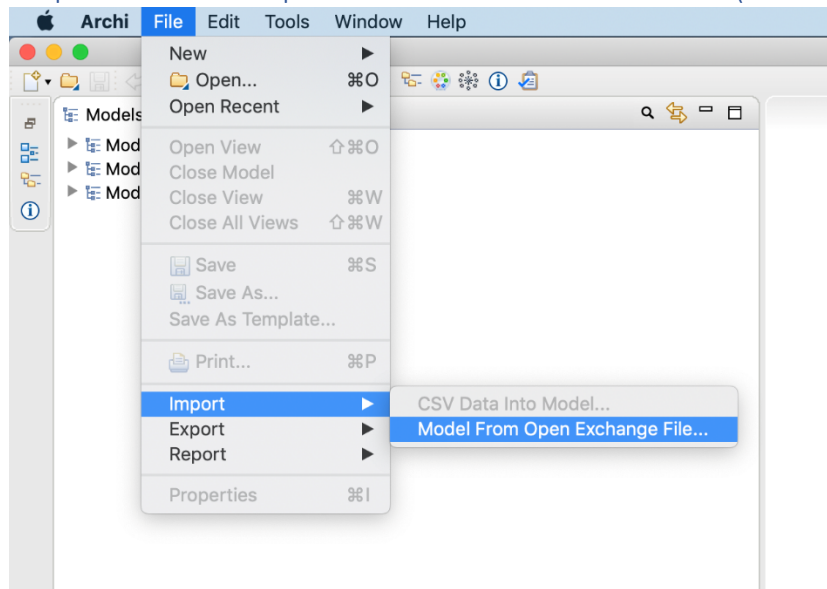 Archi File Edit Tools Window Help
New
Open... ⌘O
Open Recent
Models
Mod
Mod
Mod
Open View ⇧⌘O
Close Model
Close View ⌘W
Close All Views ⇧⌘W
Save ⌘S
Save As...
Save As Template...
Print... ⌘P
Import
CSV Data Into Model...
Export
Model From Open Exchange File...
Report
Properties ⌘I